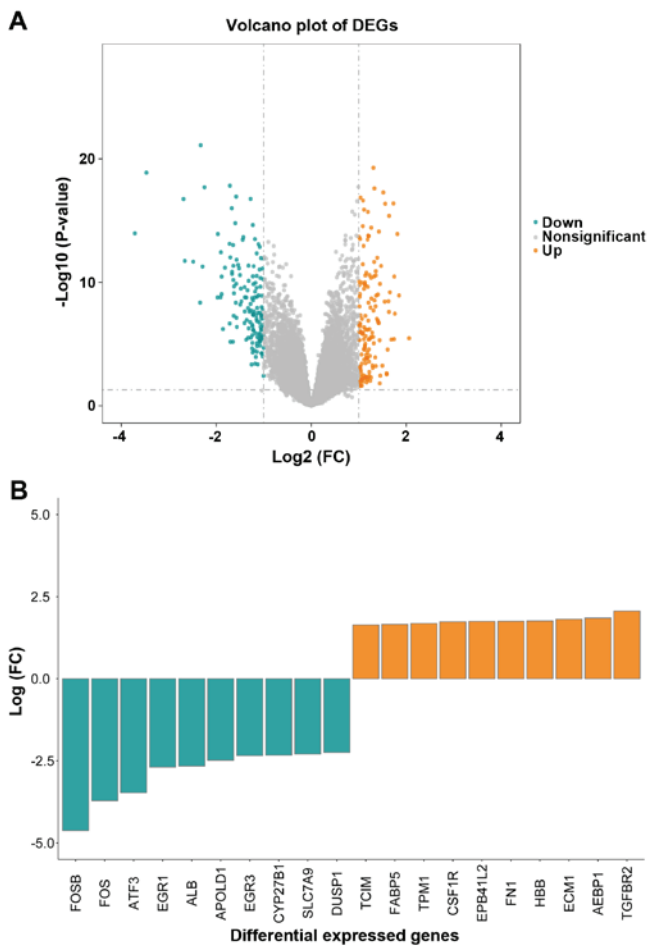 A
Volcano plot of DEGs
-Log10 (P-value)
20
10
0
-4
-2
0
2
4
Log2 (FC)
Down
Nonsignificant
Up
B
Log (FC)
5.0
2.5
0.0
-2.5
-5.0
FOSB
FOS
ATF3
EGR1
ALB
APOLD1
EGR3
CYP27B1
SLC7A9
DUSP1
TCIM
FABP5
TPM1
CSF1R
EPB41L2
FN1
HBB
ECM1
AEBP1
TGFBR2
Differential expressed genes